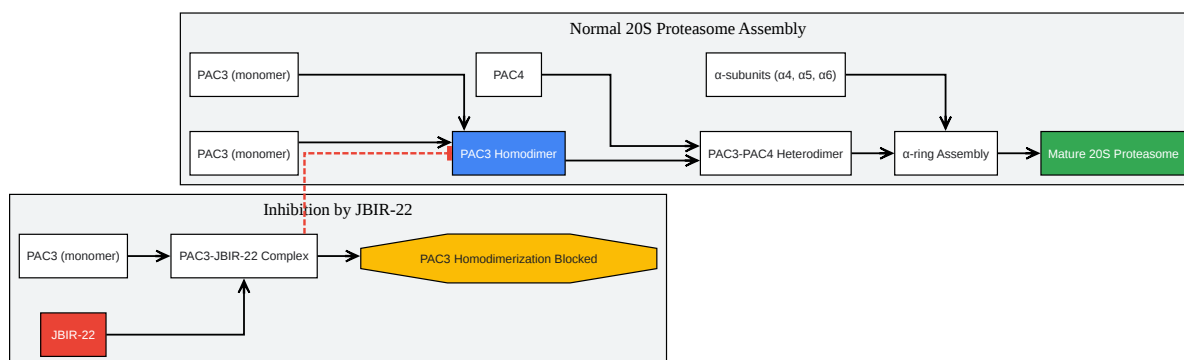 Normal 20S Proteasome Assembly
PAC3 (monomer)
PAC4
α-subunits (α4, α5, α6)
PAC3 (monomer)
PAC3 Homodimer
PAC3-PAC4 Heterodimer
α-ring Assembly
Mature 20S Proteasome
Inhibition by JBIR-22
PAC3 (monomer)
PAC3-JBIR-22 Complex
PAC3 Homodimerization Blocked
JBIR-22